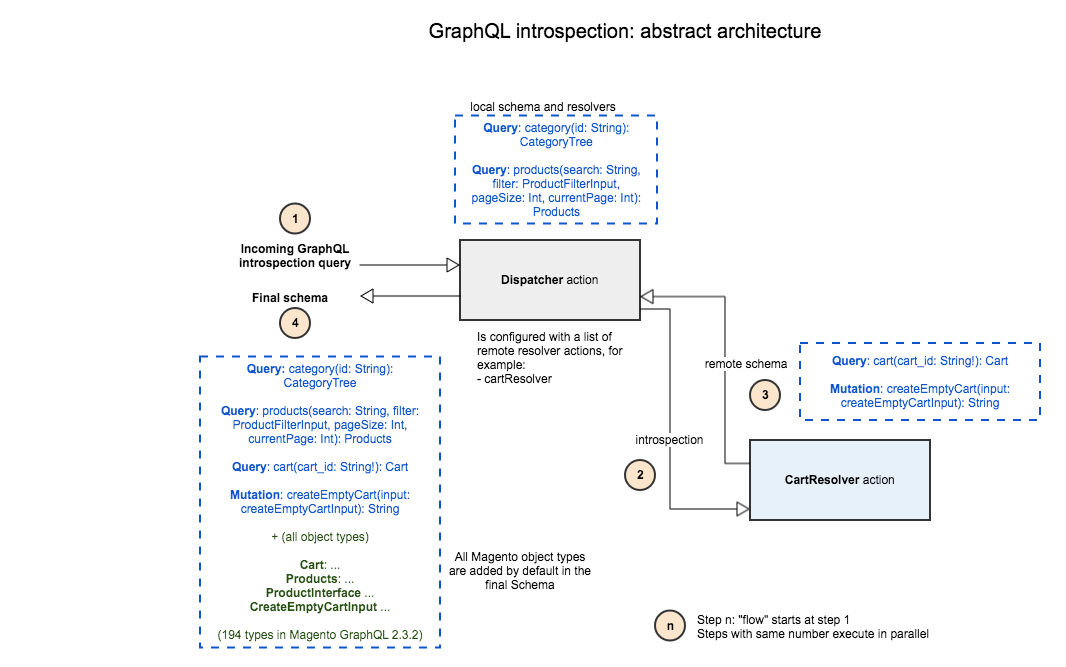 GraphQL introspection: abstract architecture
local schema and resolvers
Query: category(id: String):
CategoryTree
Query: products(search: String,
filter: ProductFilterInput,
pageSize: Int, currentPage: Int):
Products
1
Incoming GraphQL
introspection query
Dispatcher action
Final schema
4
Is configured with a list of
remote resolver actions, for
example:
- cartResolver
remote schema
3
Query: cart(cart_id: String!): Cart
Mutation: createEmptyCart(input:
createEmptyCartInput): String
introspection
2
CartResolver action
Query: category(id: String):
CategoryTree
Query: products(search: String, filter:
ProductFilterInput, pageSize: Int,
currentPage: Int): Products
Query: cart(cart_id: String!): Cart
Mutation: createEmptyCart(input:
createEmptyCartInput): String
+ (all object types)
Cart: ...
Products: ...
ProductInterface ...
CreateEmptyCartInput ...
(194 types in Magento GraphQL 2.3.2)
All Magento object types
are added by default in the
final Schema
n
Step n: "flow" starts at step 1
Steps with same number execute in parallel